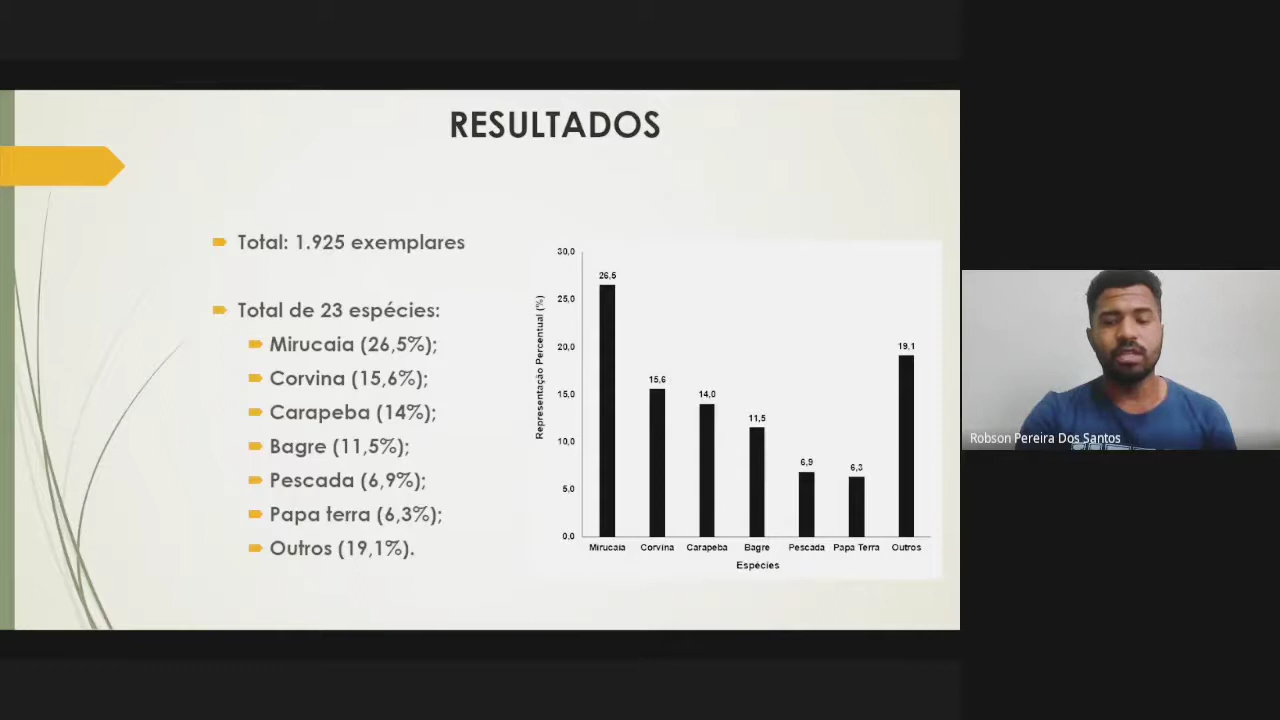 RESULTADOS
Total: 1.925 exemplares
Total de 23 espécies:
Mirucaia (26,5%);
Corvina (15,6%);
Carapeba (14%);
Bagre (11,5%);
Pescada (6,9%);
Papa terra (6,3%);
Outros (19,1%).
Representação Percentual (%)
30,0
25,0
20,0
15,0
10,0
5,0
0,0
26,5
15,6
14,0
11,5
6,9
6,3
19,1
Mirucaia Corvina Carapeba Bagre Pescada Papa Terra Outros
Espécies
Robson Pereira Dos Santos